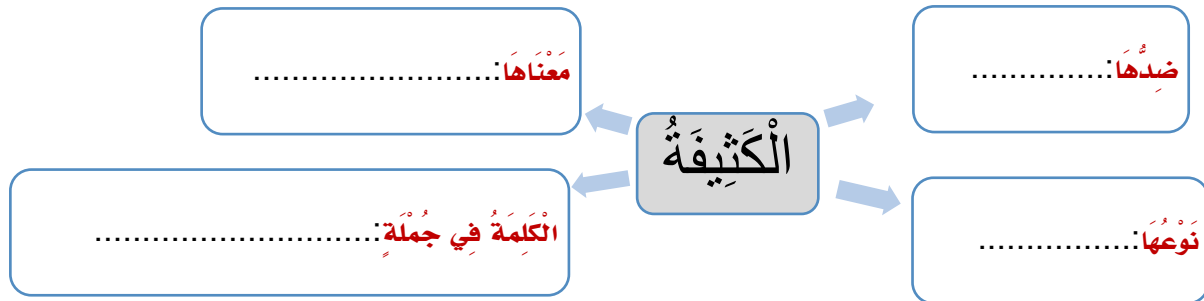 ضِدُّهَا:..............
مَعْنَاهَا:.........................
الْكَثِيفَةُ
نَوْعُهَا:................
الْكَلِمَةُ فِي جُمْلَةٍ:.............................